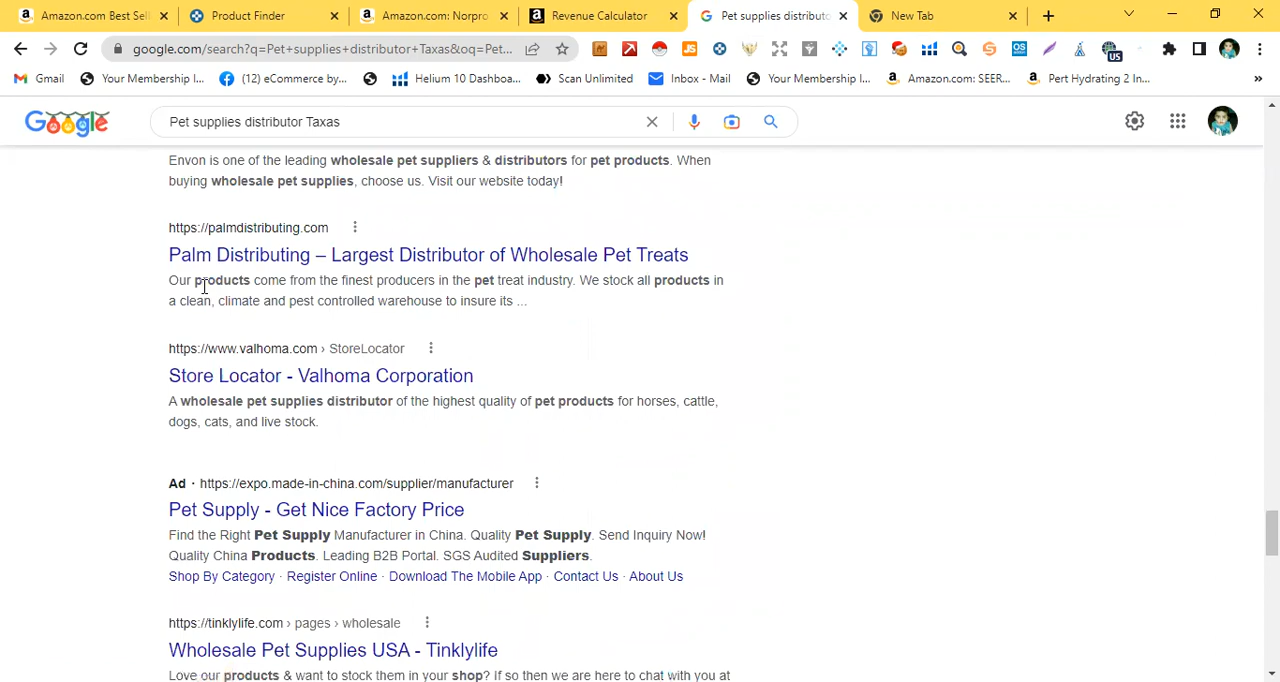 Amazon.com Best Sell
Product Finder
Amazon.com: Norpro
Revenue Calculator
Pet supplies distributo
New Tab
google.com/search?q=Pet+supplies+distributor+Taxas&oq=Pet...
JS
OS
US
Gmail
Your Membership I...
(12) eCommerce by...
Helium 10 Dashboa...
Scan Unlimited
Inbox - Mail
Your Membership I...
Amazon.com: SEER...
Pert Hydrating 2 In...
»
Google
Pet supplies distributor Taxas
Envon is one of the leading wholesale pet suppliers & distributors for pet products. When
buying wholesale pet supplies, choose us. Visit our website today!
https://palmdistributing.com
Palm Distributing – Largest Distributor of Wholesale Pet Treats
Our products come from the finest producers in the pet treat industry. We stock all products in
a clean, climate and pest controlled warehouse to insure its ...
https://www.valhoma.com › StoreLocator
Store Locator - Valhoma Corporation
A wholesale pet supplies distributor of the highest quality of pet products for horses, cattle,
dogs, cats, and live stock.
Ad · https://expo.made-in-china.com/supplier/manufacturer
Pet Supply - Get Nice Factory Price
Find the Right Pet Supply Manufacturer in China. Quality Pet Supply. Send Inquiry Now!
Quality China Products. Leading B2B Portal. SGS Audited Suppliers.
Shop By Category · Register Online · Download The Mobile App · Contact Us · About Us
https://tinklylife.com › pages › wholesale
Wholesale Pet Supplies USA - Tinklylife
Love our products & want to stock them in your shop? If so then we are here to chat with you at